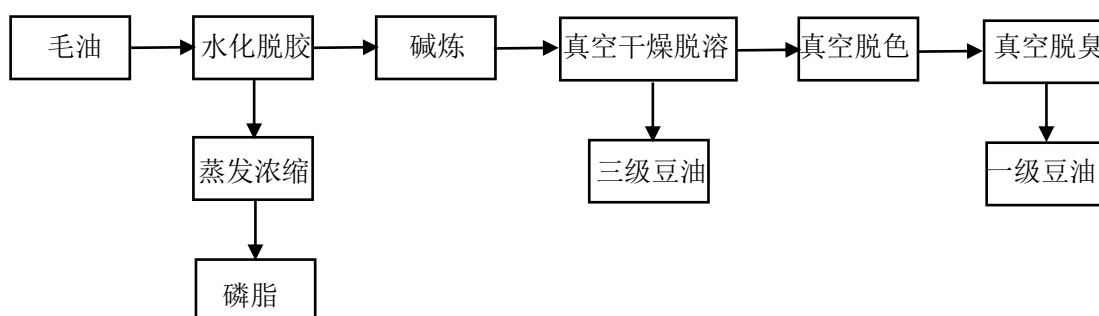 毛油
水化脱胶
碱炼
真空干燥脱溶
真空脱色
真空脱臭
蒸发浓缩
三级豆油
一级豆油
磷脂